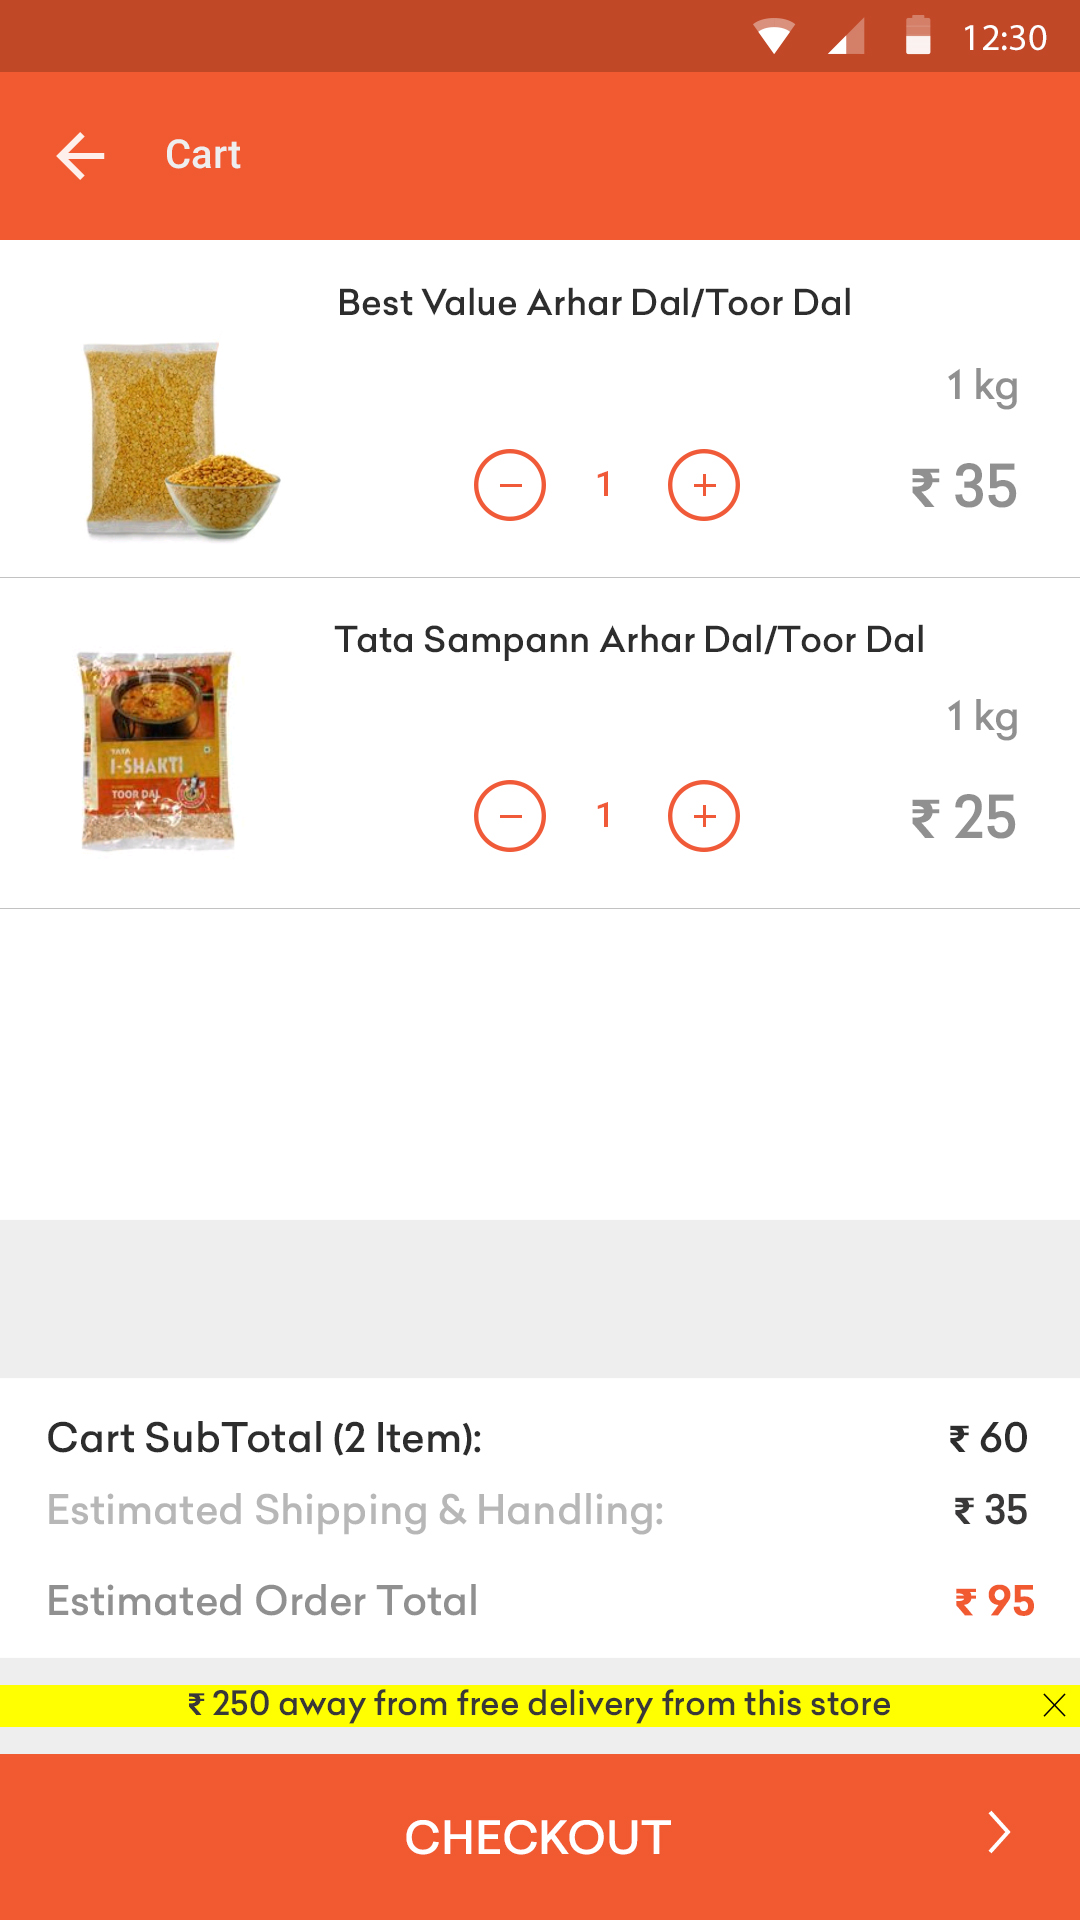 12:30
Cart
Best Value Arhar Dal/Toor Dal
1 kg
1
₹ 35
Tata Sampann Arhar Dal/Toor Dal
TATA
I-SHAKTI
TOOR DAL
1 kg
1
₹ 25
Cart SubTotal (2 Item): ₹ 60
Estimated Shipping & Handling: ₹ 35
Estimated Order Total ₹ 95
₹ 250 away from free delivery from this store
CHECKOUT